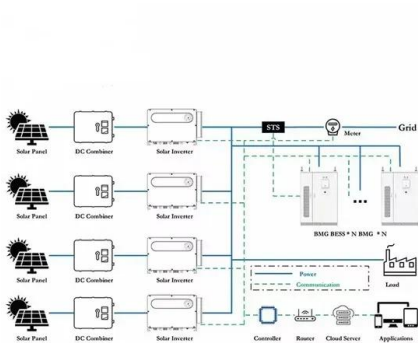 STS
Meter
Grid
Solar Panel
DC Combiner
Solar Inverter
Solar Panel
DC Combiner
Solar Inverter
BMG BESS * N BMG * N
Solar Panel
DC Combiner
Solar Inverter
Power
Communication
Load
Solar Panel
DC Combiner
Solar Inverter
Controller
Router
Cloud Server
Applications